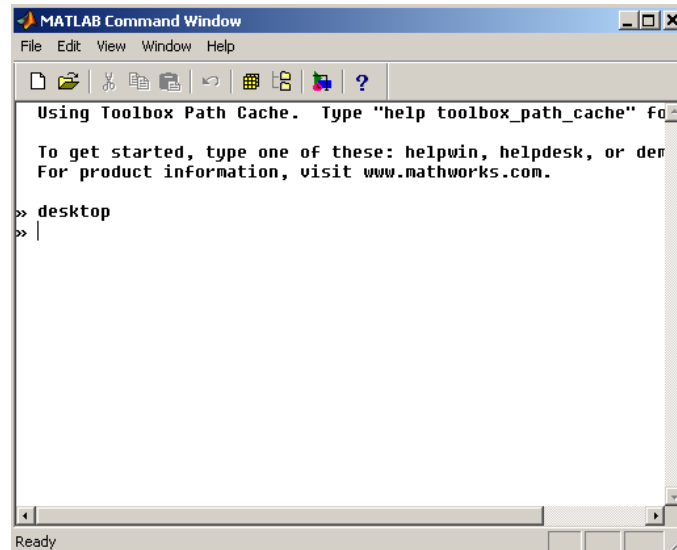 MATLAB Command Window
File Edit View Window Help
?
Using Toolbox Path Cache.  Type "help toolbox_path_cache" fo
To get started, type one of these: helpwin, helpdesk, or dem
For product information, visit www.mathworks.com.
» desktop
»
Ready